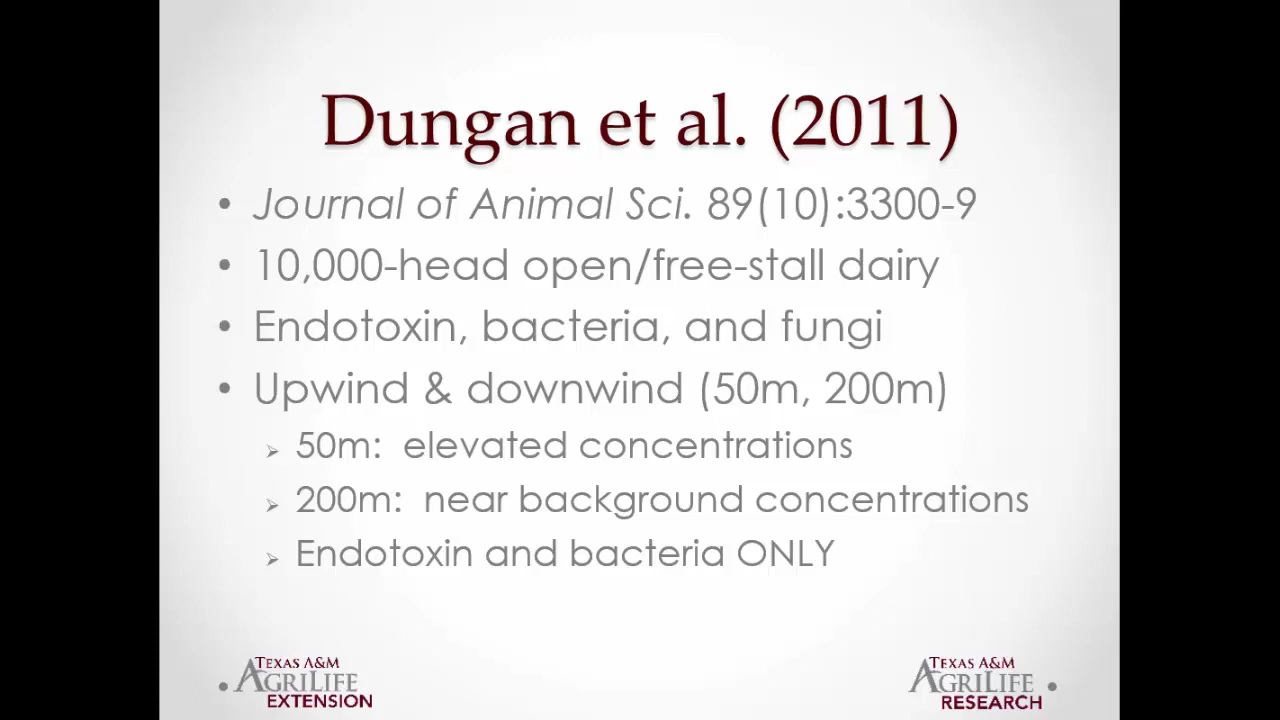 Dungan et al. (2011)
• Journal of Animal Sci. 89(10):3300-9
• 10,000-head open/free-stall dairy
• Endotoxin, bacteria, and fungi
• Upwind & downwind (50m, 200m)
➢ 50m:  elevated concentrations
➢ 200m:  near background concentrations
➢ Endotoxin and bacteria ONLY
TEXAS A&M
AGRILIFE
EXTENSION
TEXAS A&M
AGRILIFE
RESEARCH